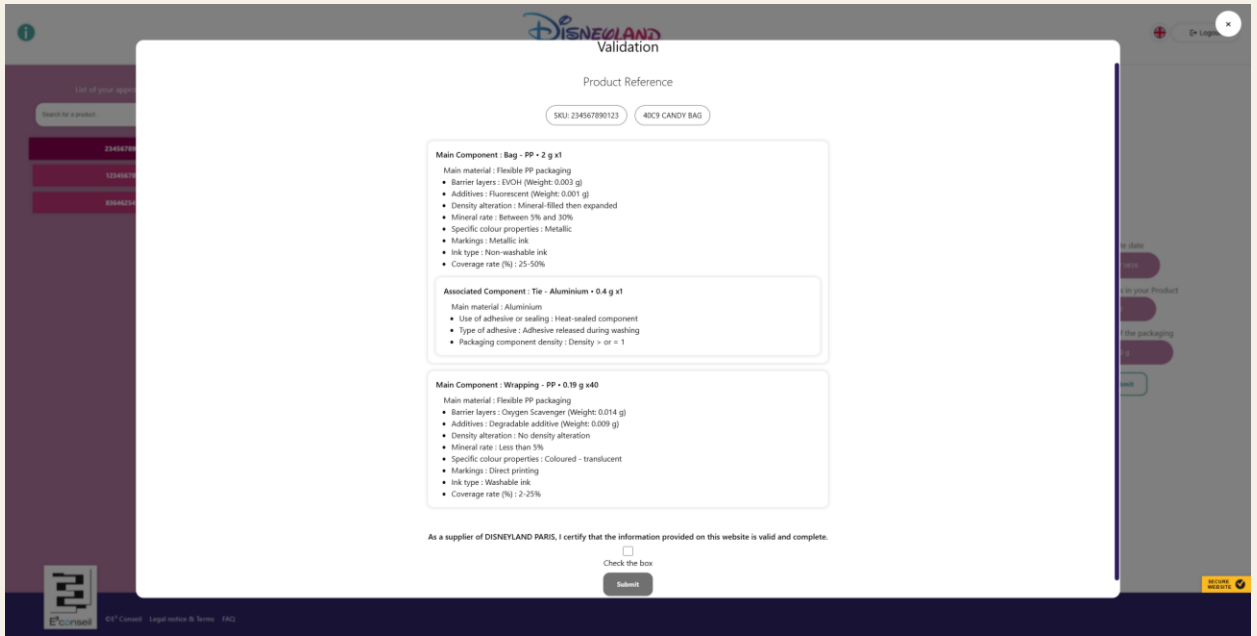 i
DISNEYLAND
Logou
×
Validation
Product Reference
SKU: 234567890123
40C9 CANDY BAG
List of your appro
Search for a product...
23456789
12345678
Main Component : Bag - PP • 2 g x1
Main material : Flexible PP packaging
• Barrier layers : EVOH (Weight: 0.003 g)
• Additives : Fluorescent (Weight: 0.001 g)
• Density alteration : Mineral-filled then expanded
• Mineral rate : Between 5% and 30%
• Specific colour properties : Metallic
• Markings : Metallic ink
• Ink type : Non-washable ink
• Coverage rate (%) : 25-50%
Associated Component : Tie - Aluminium • 0.4 g x1
Main material : Aluminium
• Use of adhesive or sealing : Heat-sealed component
• Type of adhesive : Adhesive released during washing
• Packaging component density : Density > or = 1
Main Component : Wrapping - PP • 0.19 g x40
Main material : Flexible PP packaging
• Barrier layers : Oxygen Scavenger (Weight: 0.014 g)
• Additives : Degradable additive (Weight: 0.009 g)
• Density alteration : No density alteration
• Mineral rate : Less than 5%
• Specific colour properties : Coloured - translucent
• Markings : Direct printing
• Ink type : Washable ink
• Coverage rate (%) : 2-25%
e date
s in your Product
f the packaging
As a supplier of DISNEYLAND PARIS, I certify that the information provided on this website is valid and complete.
Check the box
Submit
SECURE
WEBSITE
E⁶conseil
©E⁶ Conseil Legal notice & Terms FAQ